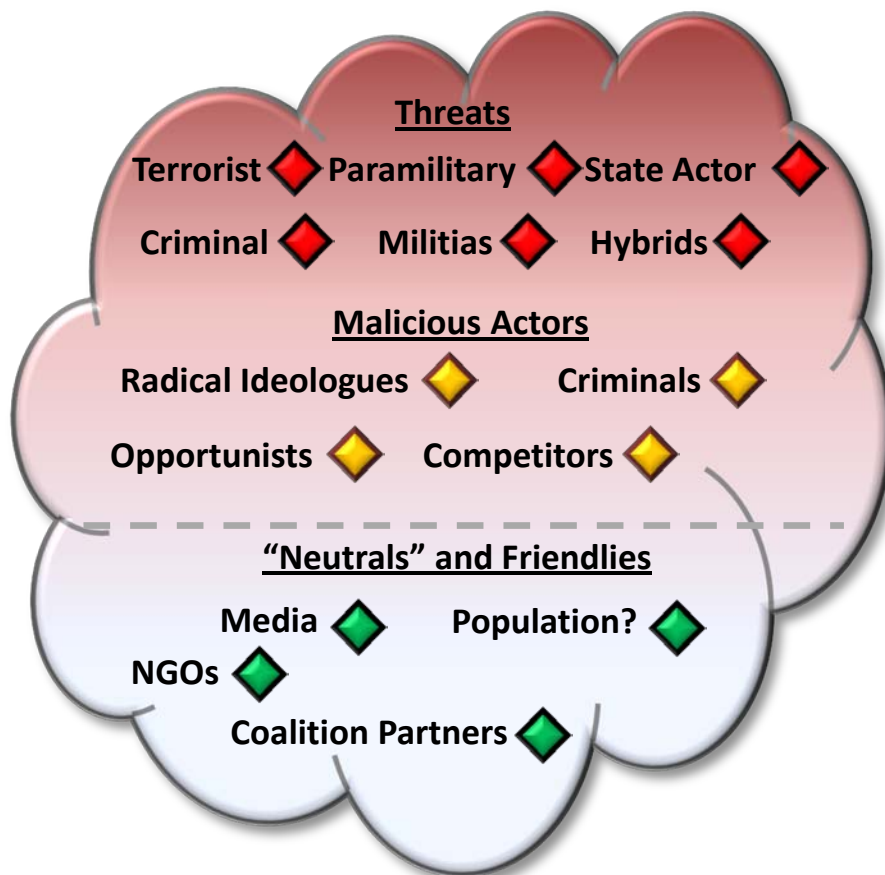 Threats
Terrorist Paramilitary State Actor
Criminal Militias Hybrids
Malicious Actors
Radical Ideologues Criminals
Opportunists Competitors
“Neutrals” and Friendlies
Media Population?
NGOs
Coalition Partners